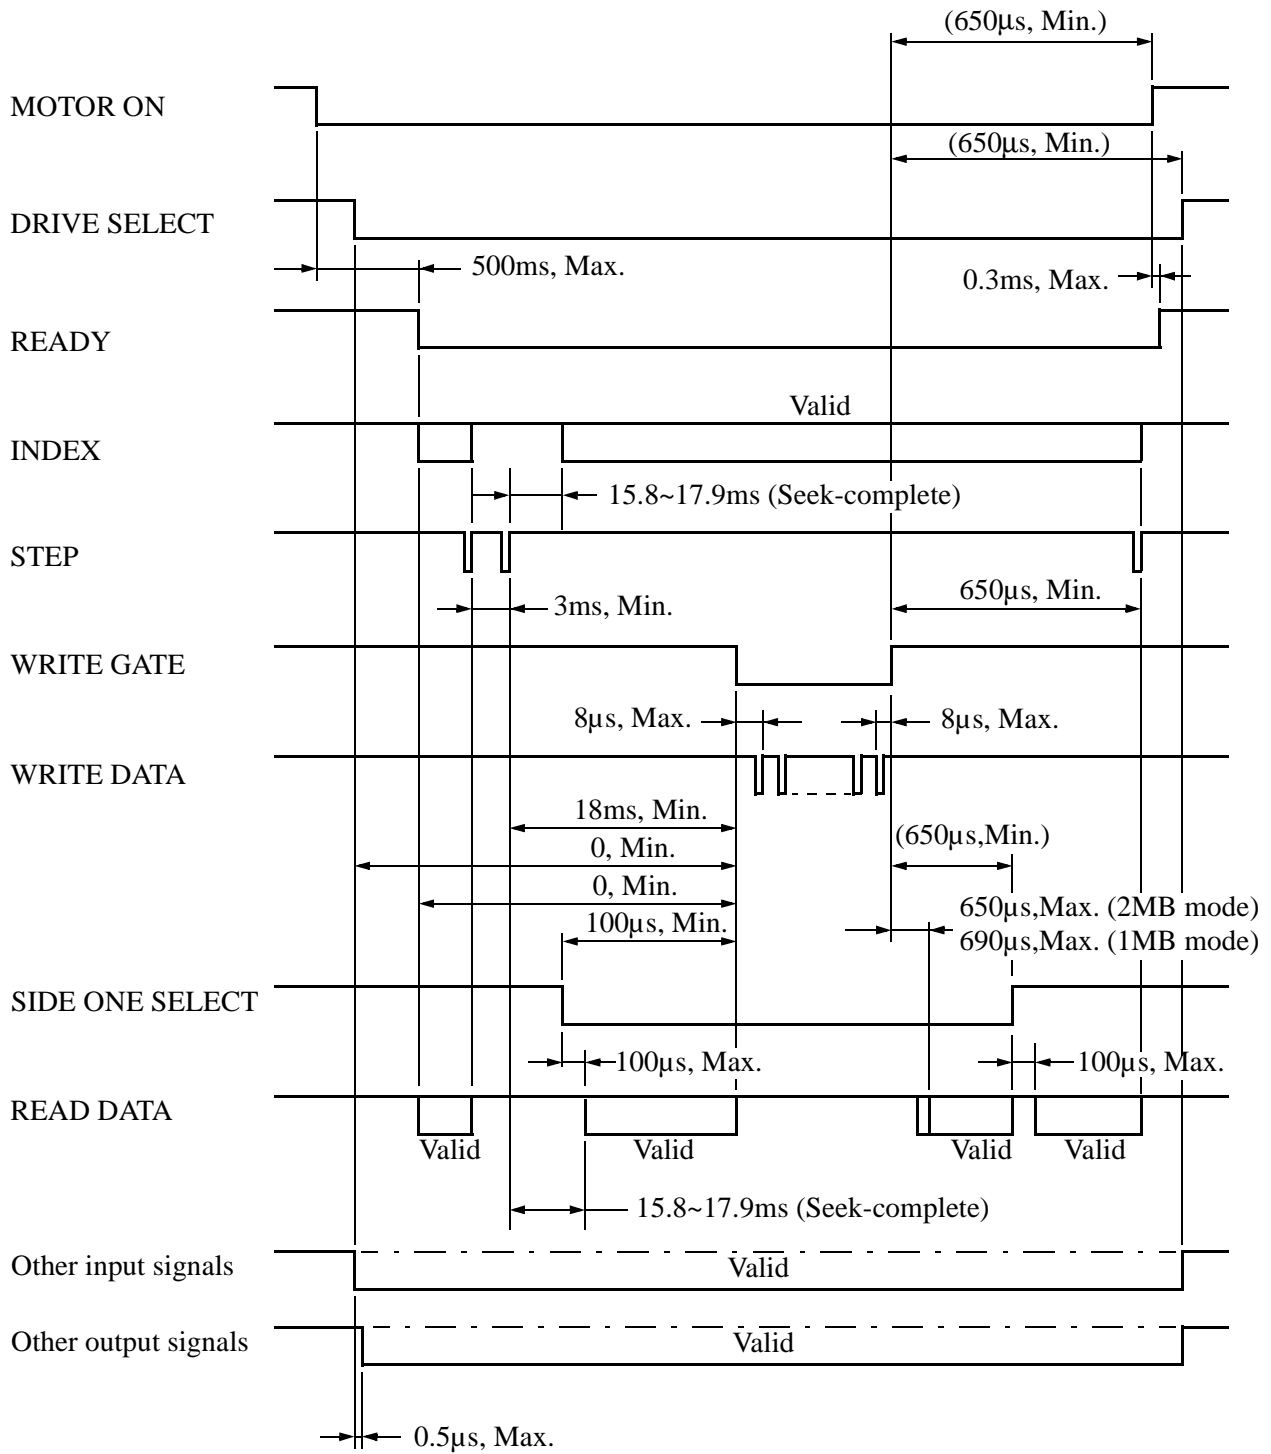 (650μs, Min.)
MOTOR ON
(650μs, Min.)
DRIVE SELECT
500ms, Max.
0.3ms, Max.
READY
Valid
INDEX
15.8~17.9ms (Seek-complete)
STEP
650μs, Min.
3ms, Min.
WRITE GATE
8μs, Max.
8μs, Max.
WRITE DATA
18ms, Min.
(650μs,Min.)
0, Min.
0, Min.
650μs,Max. (2MB mode)
100μs, Min.
690μs,Max. (1MB mode)
SIDE ONE SELECT
100μs, Max.
100μs, Max.
READ DATA
Valid
Valid
Valid
Valid
15.8~17.9ms (Seek-complete)
Other input signals
Valid
Other output signals
Valid
0.5μs, Max.